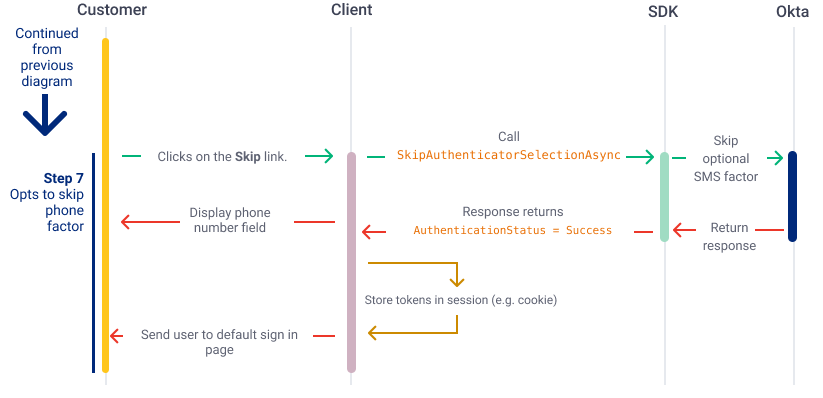 Customer
Client
SDK
Okta
Continued
from
previous
diagram
Call
Clicks on the Skip link.
SkipAuthenticatorSelectionAsync
Skip
optional
SMS factor
Step 7
Opts to skip
phone
factor
Display phone
number field
Response returns
AuthenticationStatus = Success
Return
response
Store tokens in session (e.g. cookie)
Send user to default sign in
page